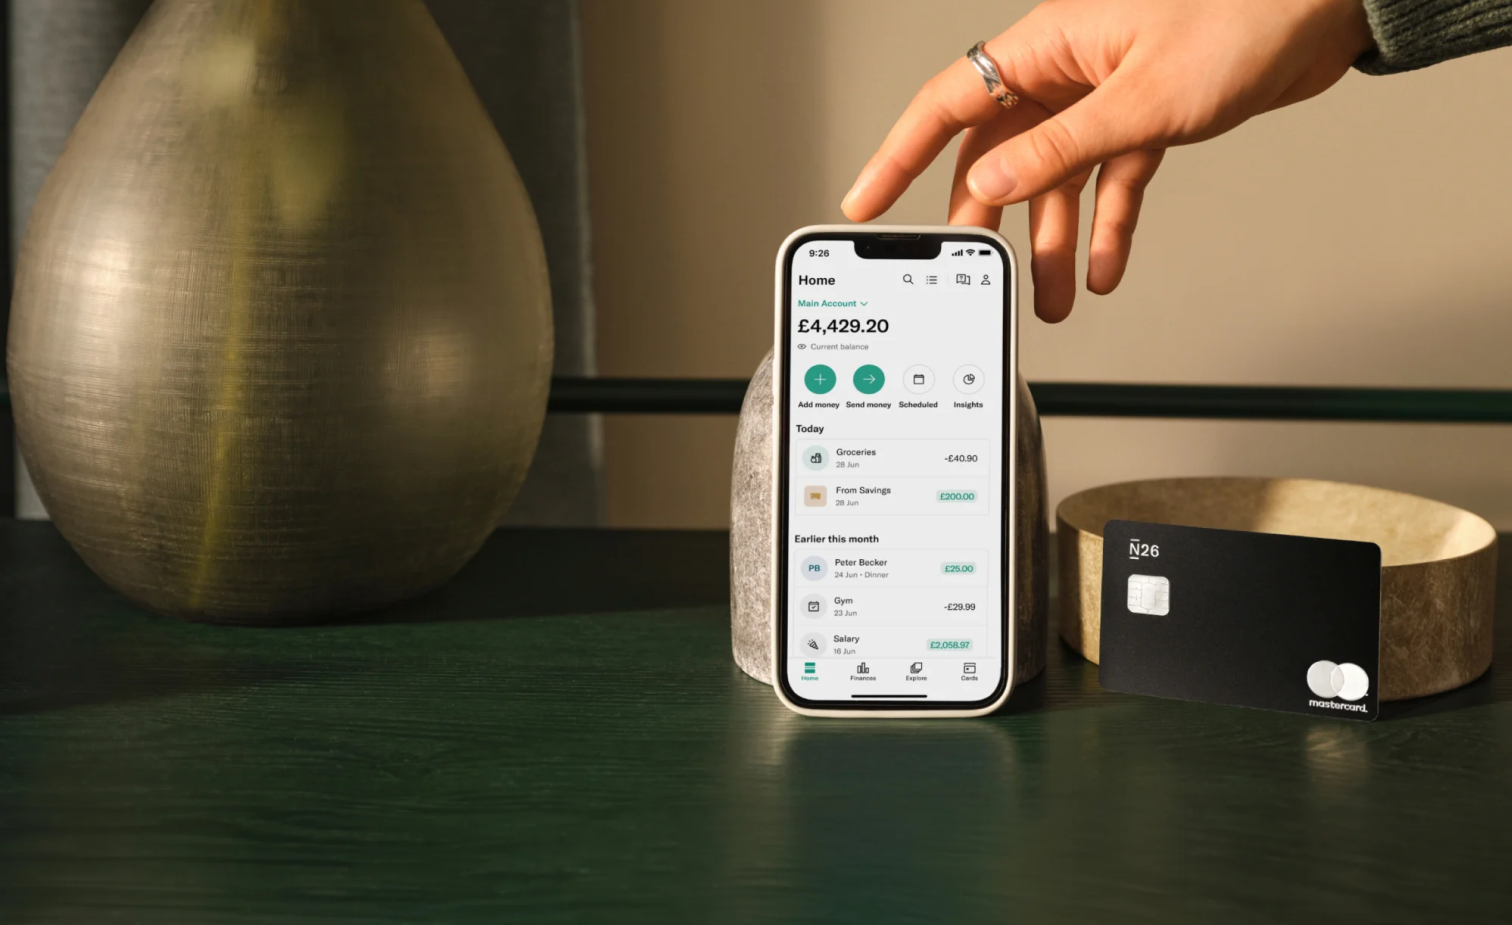 9:26
Home
Main Account
£4,429.20
Current balance
Add money Send money Scheduled Insights
Today
Groceries
28 Jun
-£40.90
From Savings
28 Jun
£200.00
Earlier this month
PB
Peter Becker
24 Jun • Dinner
£25.00
Gym
23 Jun
-£29.99
Salary
16 Jun
£2,058.97
Home Finances Explore Cards
N26
mastercard.